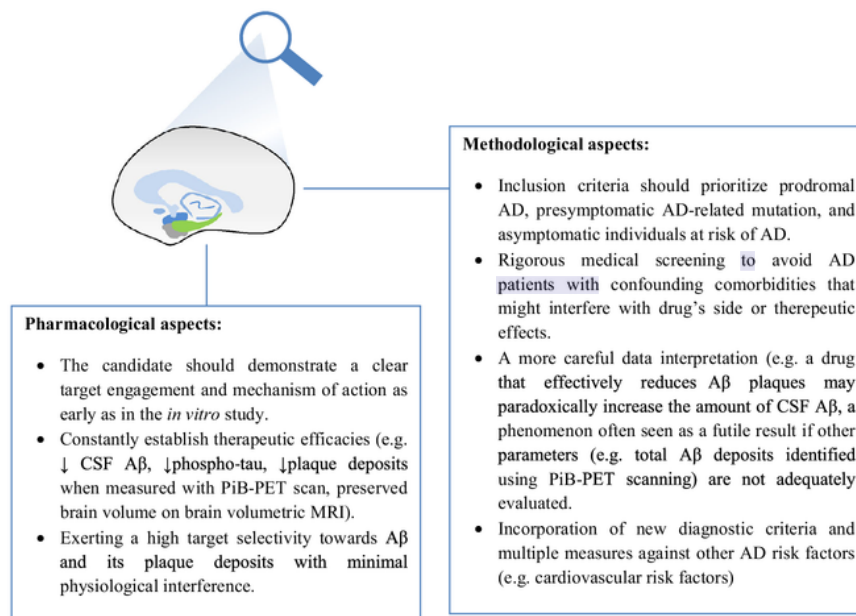 Methodological aspects:
• Inclusion criteria should prioritize prodromal
AD, presymptomatic AD-related mutation, and
asymptomatic individuals at risk of AD.
• Rigorous medical screening to avoid AD
patients with confounding comorbidities that
might interfere with drug’s side or therepeutic
effects.
• A more careful data interpretation (e.g. a drug
that effectively reduces Aβ plaques may
paradoxically increase the amount of CSF Aβ, a
phenomenon often seen as a futile result if other
parameters (e.g. total Aβ deposits identified
using PiB-PET scanning) are not adequately
evaluated.
• Incorporation of new diagnostic criteria and
multiple measures against other AD risk factors
(e.g. cardiovascular risk factors)
Pharmacological aspects:
• The candidate should demonstrate a clear
target engagement and mechanism of action as
early as in the in vitro study.
• Constantly establish therapeutic efficacies (e.g.
↓ CSF Aβ, ↓phospho-tau, ↓plaque deposits
when measured with PiB-PET scan, preserved
brain volume on brain volumetric MRI).
• Exerting a high target selectivity towards Aβ
and its plaque deposits with minimal
physiological interference.